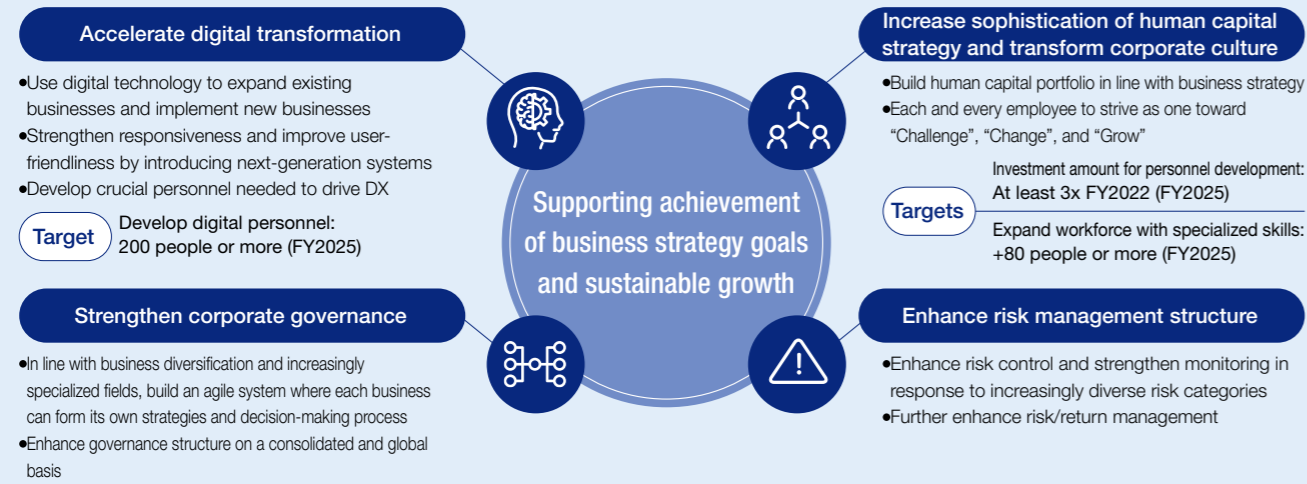 Accelerate digital transformation
●Use digital technology to expand existing
businesses and implement new businesses
●Strengthen responsiveness and improve user-
friendliness by introducing next-generation systems
●Develop crucial personnel needed to drive DX
Target
Develop digital personnel:
200 people or more (FY2025)
Increase sophistication of human capital
strategy and transform corporate culture
●Build human capital portfolio in line with business strategy
●Each and every employee to strive as one toward
“Challenge”, “Change”, and “Grow”
Targets
Investment amount for personnel development:
At least 3x FY2022 (FY2025)
Expand workforce with specialized skills:
+80 people or more (FY2025)
Supporting achievement
of business strategy goals
and sustainable growth
Strengthen corporate governance
●In line with business diversification and increasingly
specialized fields, build an agile system where each business
can form its own strategies and decision-making process
●Enhance governance structure on a consolidated and global
basis
Enhance risk management structure
●Enhance risk control and strengthen monitoring in
response to increasingly diverse risk categories
●Further enhance risk/return management